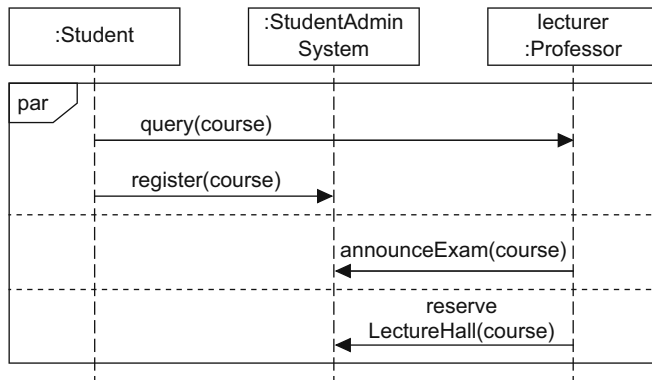 :Student
:StudentAdmin
System
lecturer
:Professor
par
query(course)
register(course)
announceExam(course)
reserve
LectureHall(course)